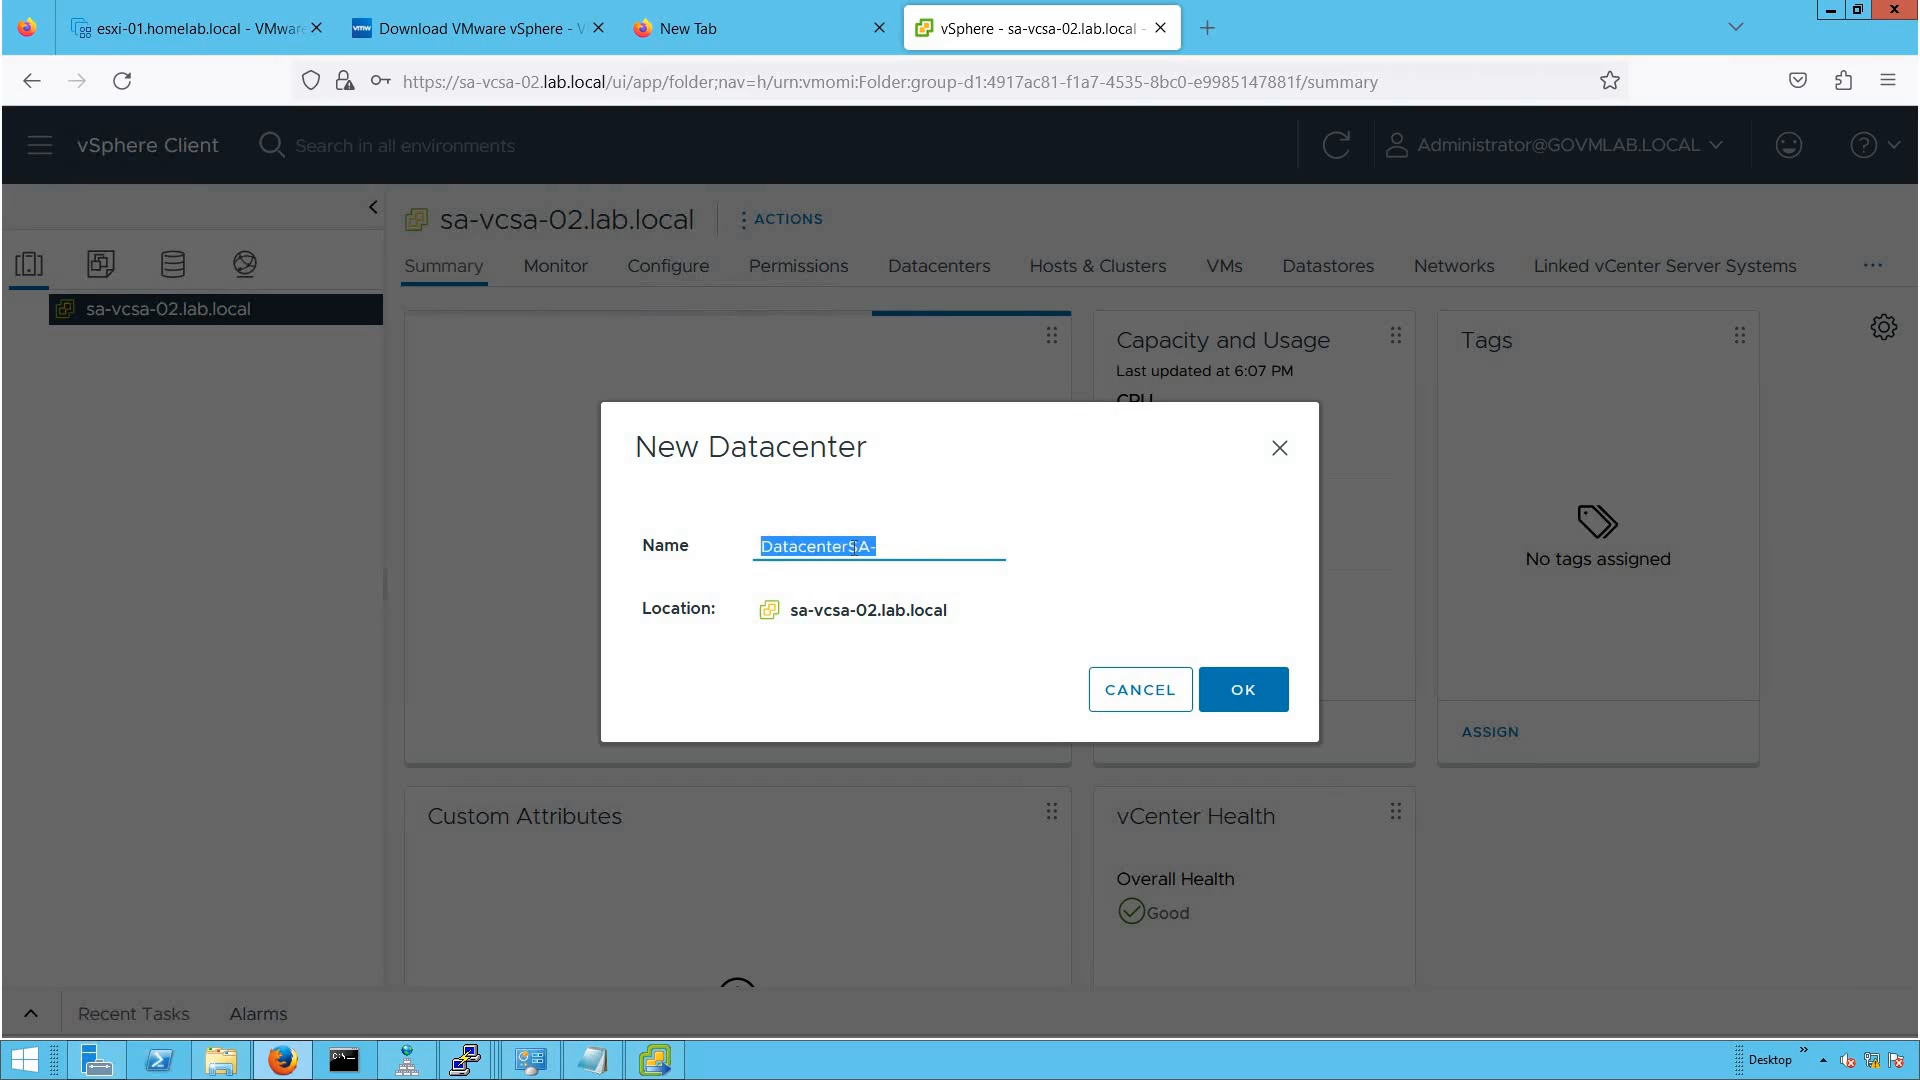 esxi-01.homelab.local - VMware
Download VMware vSphere - V
New Tab
vSphere - sa-vcsa-02.lab.local -
https://sa-vcsa-02.lab.local/ui/app/folder;nav=h/urn:vmomi:Folder:group-d1:4917ac81-f1a7-4535-8bc0-e9985147881f/summary
vSphere Client
Search in all environments
Administrator@GOVMLAB.LOCAL
sa-vcsa-02.lab.local
ACTIONS
Summary
Monitor
Configure
Permissions
Datacenters
Hosts & Clusters
VMs
Datastores
Networks
Linked vCenter Server Systems
sa-vcsa-02.lab.local
Capacity and Usage
Last updated at 6:07 PM
CPU
Tags
No tags assigned
ASSIGN
New Datacenter
Name
DatacenterSA-
Location:
sa-vcsa-02.lab.local
CANCEL
OK
Custom Attributes
vCenter Health
Overall Health
Good
Recent Tasks
Alarms
Desktop